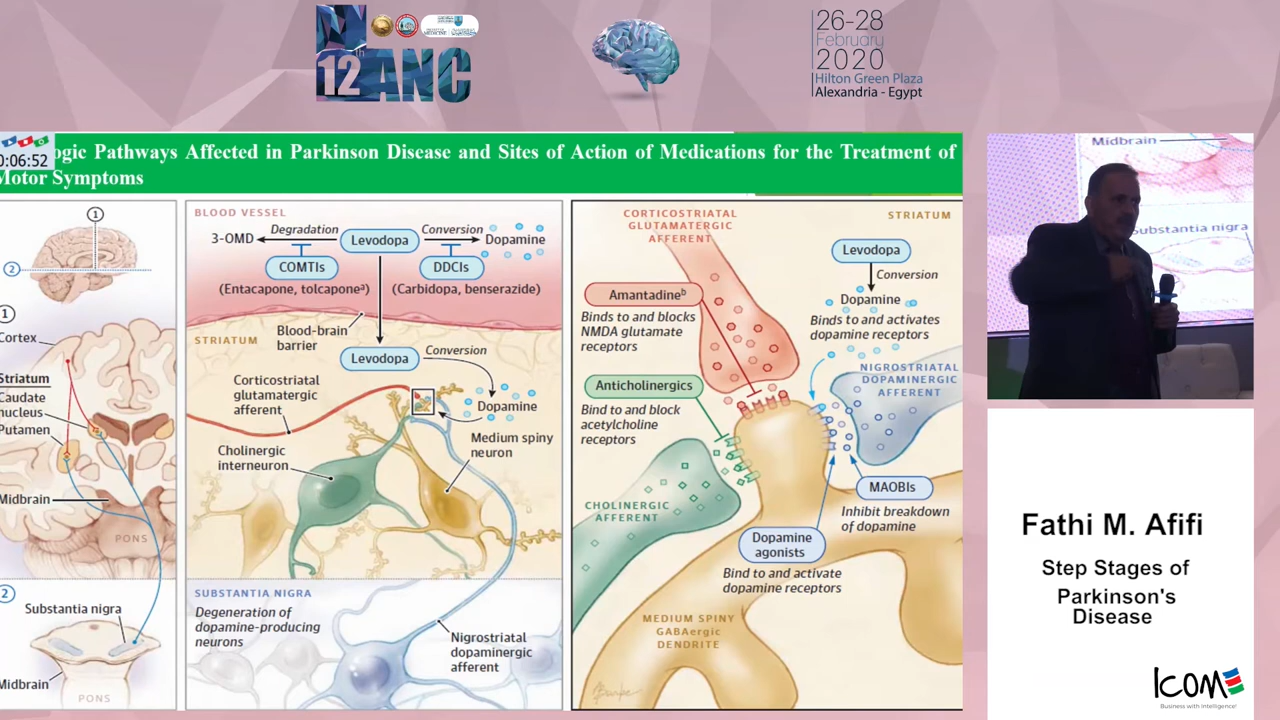 12th ANC
26-28
February
2020
Hilton Green Plaza
Alexandria - Egypt
0:06:52
ogic Pathways Affected in Parkinson Disease and Sites of Action of Medications for the Treatment of
Motor Symptoms
1
2
1
Cortex
Striatum
Caudate
nucleus
Putamen
Midbrain
PONS
2
Substantia nigra
Midbrain
PONS
BLOOD VESSEL
3-OMD
Degradation
Levodopa
Conversion
Dopamine
COMTIs
DDCIs
(Entacapone, tolcaponeᵃ)
(Carbidopa, benserazide)
Blood-brain
barrier
STRIATUM
Levodopa
Conversion
Corticostriatal
glutamatergic
afferent
Dopamine
Cholinergic
interneuron
Medium spiny
neuron
SUBSTANTIA NIGRA
Degeneration of
dopamine-producing
neurons
Nigrostriatal
dopaminergic
afferent
CORTICOSTRIATAL
GLUTAMATERGIC
AFFERENT
STRIATUM
Levodopa
Conversion
Dopamine
Binds to and activates
dopamine receptors
Amantadineᵇ
Binds to and blocks
NMDA glutamate
receptors
NIGROSTRIATAL
DOPAMINERGIC
AFFERENT
Anticholinergics
Bind to and block
acetylcholine
receptors
CHOLINERGIC
AFFERENT
MAOBIs
Inhibit breakdown
of dopamine
Dopamine
agonists
Bind to and activate
dopamine receptors
MEDIUM SPINY
GABAergic
DENDRITE
Midbrain
Substantia nigra
Fathi M. Afifi
Step Stages of
Parkinson's
Disease
ICOM
Business with Intelligence!